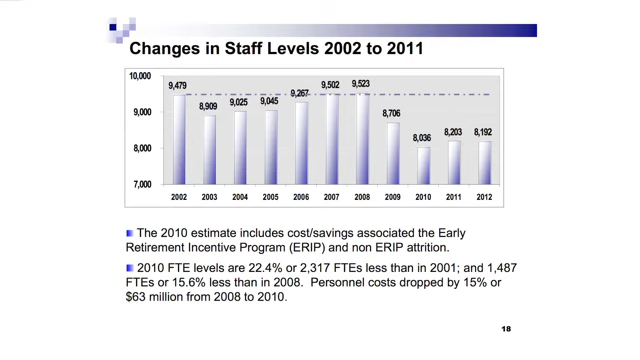 Changes in Staff Levels 2002 to 2011
10,000
9,000
8,000
7,000
9,479
8,909
9,025
9,045
9,267
9,502
9,523
8,706
8,036
8,203
8,192
2002 2003 2004 2005 2006 2007 2008 2009 2010 2011 2012
The 2010 estimate includes cost/savings associated the Early
Retirement Incentive Program (ERIP) and non ERIP attrition.
2010 FTE levels are 22.4% or 2,317 FTEs less than in 2001; and 1,487
FTEs or 15.6% less than in 2008. Personnel costs dropped by 15% or
$63 million from 2008 to 2010.
18